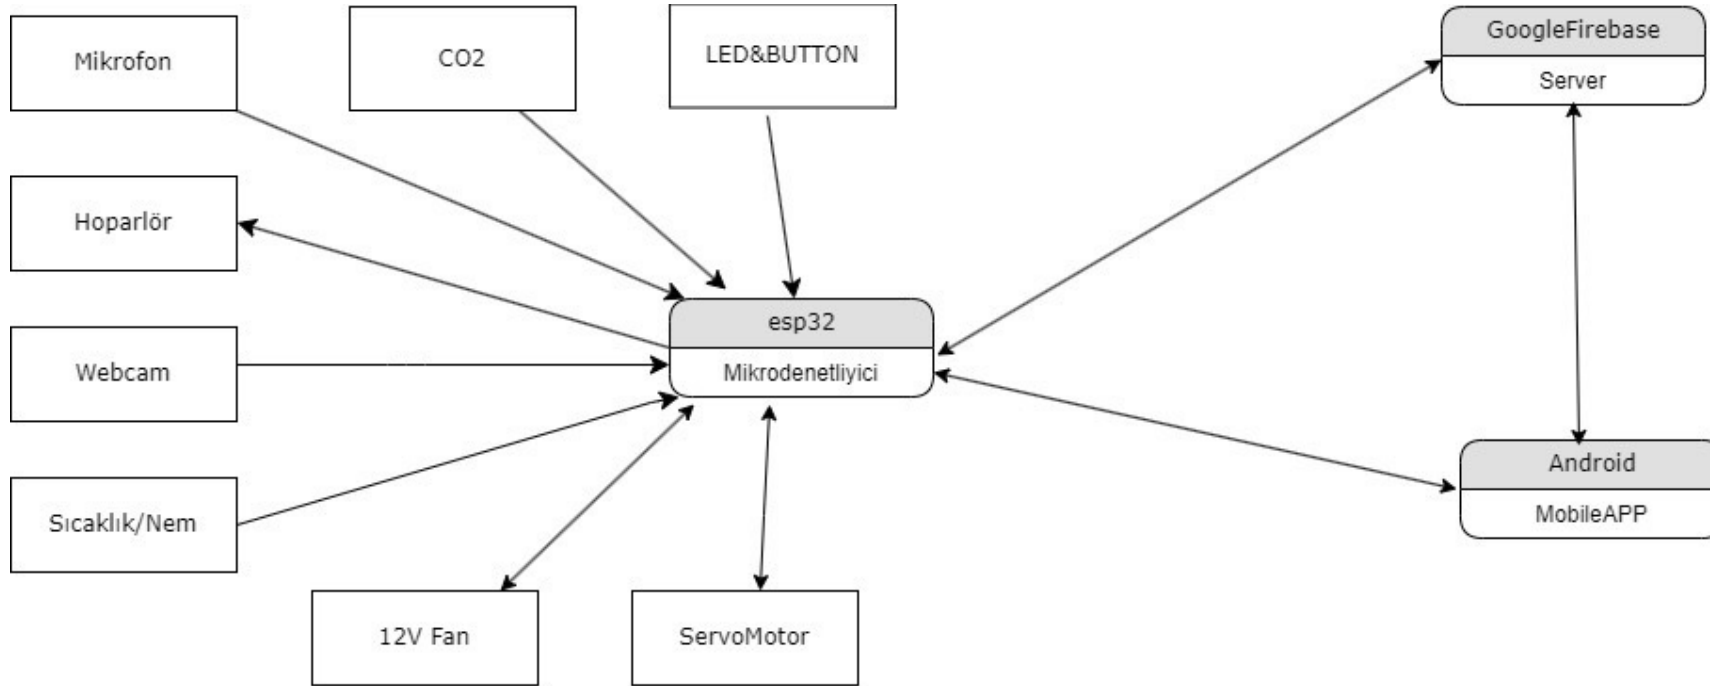 Mikrofon
CO2
LED&BUTTON
GoogleFirebase
Server
Hoparlör
esp32
Mikrodenetliyici
Webcam
Android
MobileAPP
Sıcaklık/Nem
12V Fan
ServoMotor